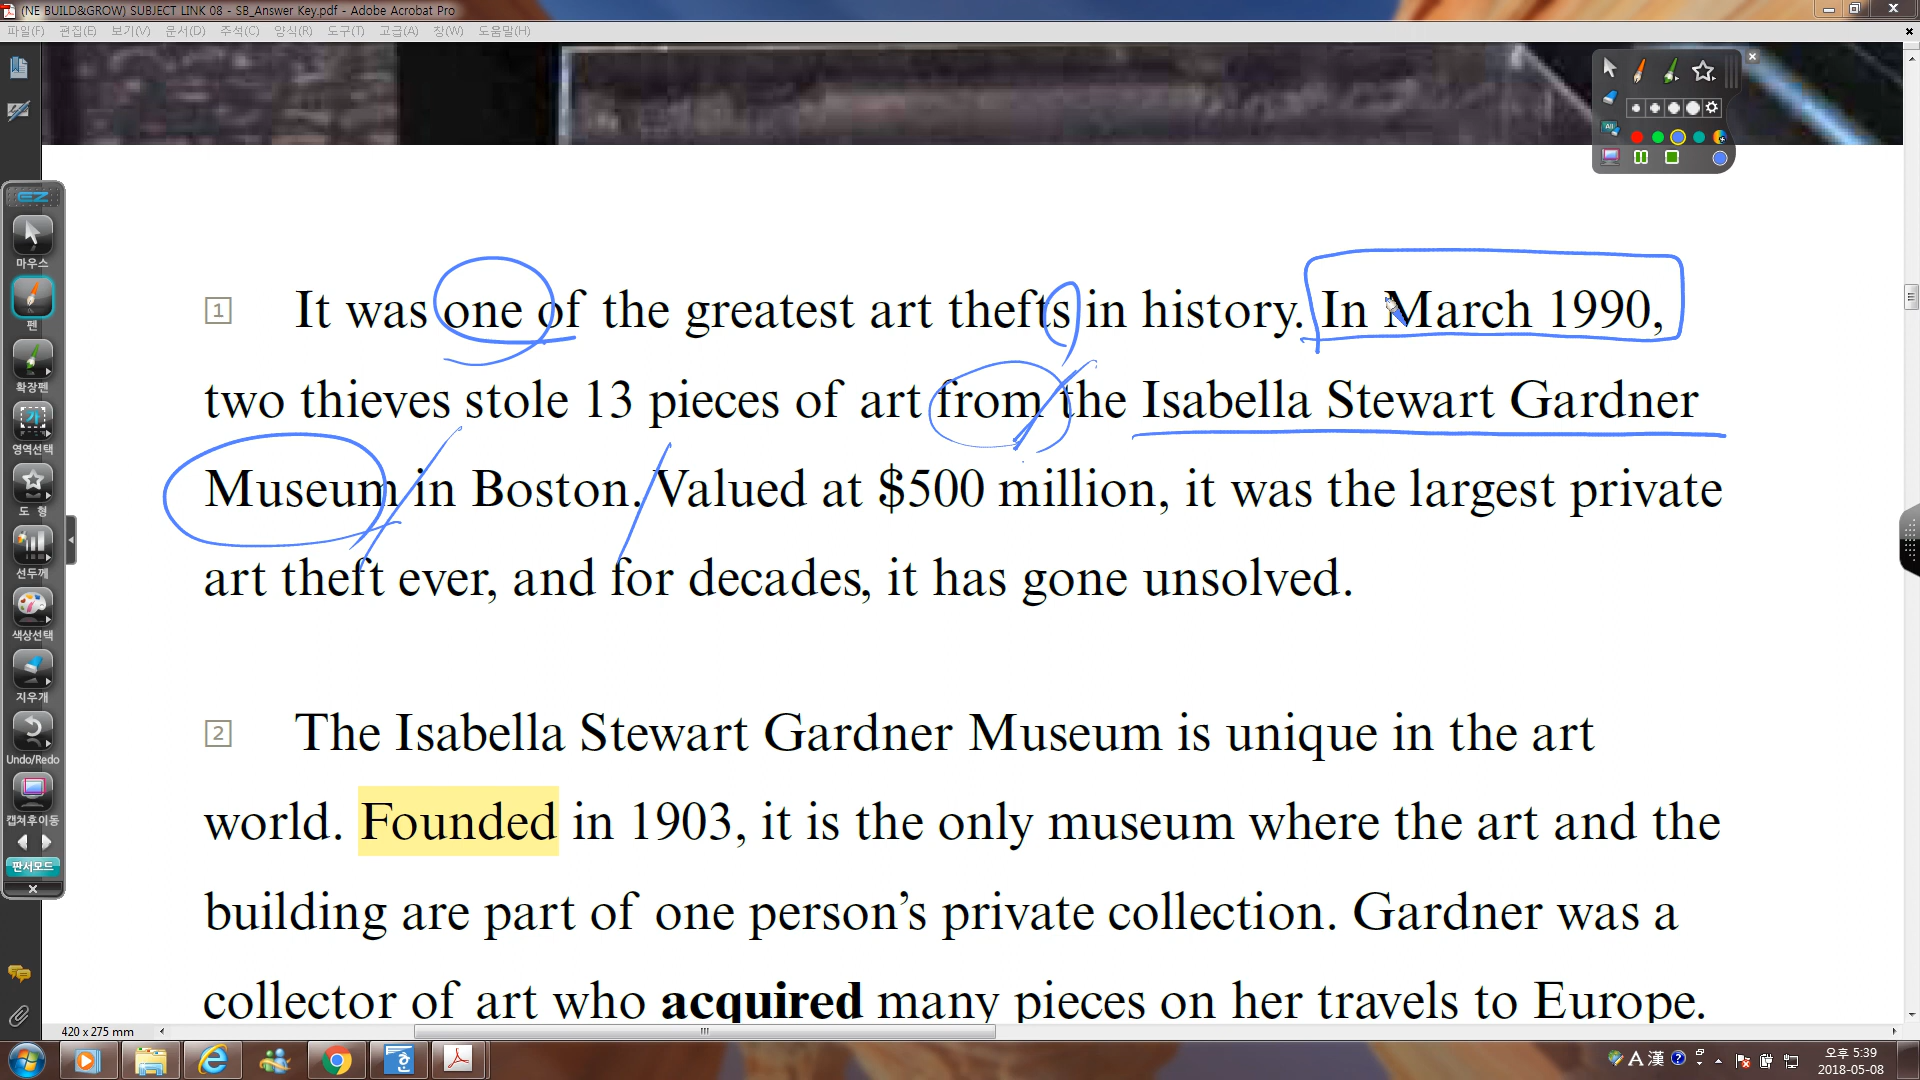 (NE BUILD&GROW) SUBJECT LINK 08 - SB_Answer Key.pdf - Adobe Acrobat Pro
파일(F) 편집(E) 보기(V) 문서(D) 주석(C) 양식(R) 도구(T) 고급(A) 창(W) 도움말(H)
EZ
마우스
펜
확장펜
영역선택
도 형
선두께
색상선택
지우개
Undo/Redo
캡쳐후이동
판서모드
1 It was one of the greatest art thefts in history. In March 1990,
two thieves stole 13 pieces of art from the Isabella Stewart Gardner
Museum in Boston. Valued at $500 million, it was the largest private
art theft ever, and for decades, it has gone unsolved.
2 The Isabella Stewart Gardner Museum is unique in the art
world. Founded in 1903, it is the only museum where the art and the
building are part of one person’s private collection. Gardner was a
collector of art who acquired many pieces on her travels to Europe.
420 x 275 mm
A 漢
오후 5:39
2018-05-08